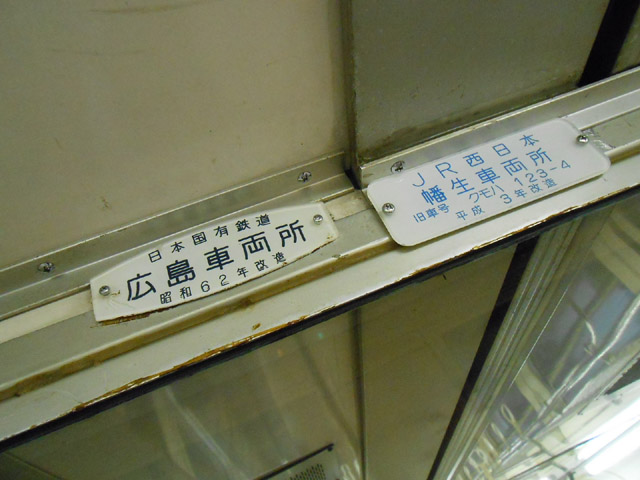 日本国有鉄道
広島車両所
昭和62年改造
JR西日本
幡生車両所
旧車号 クモハ123-4
平成 3年改造